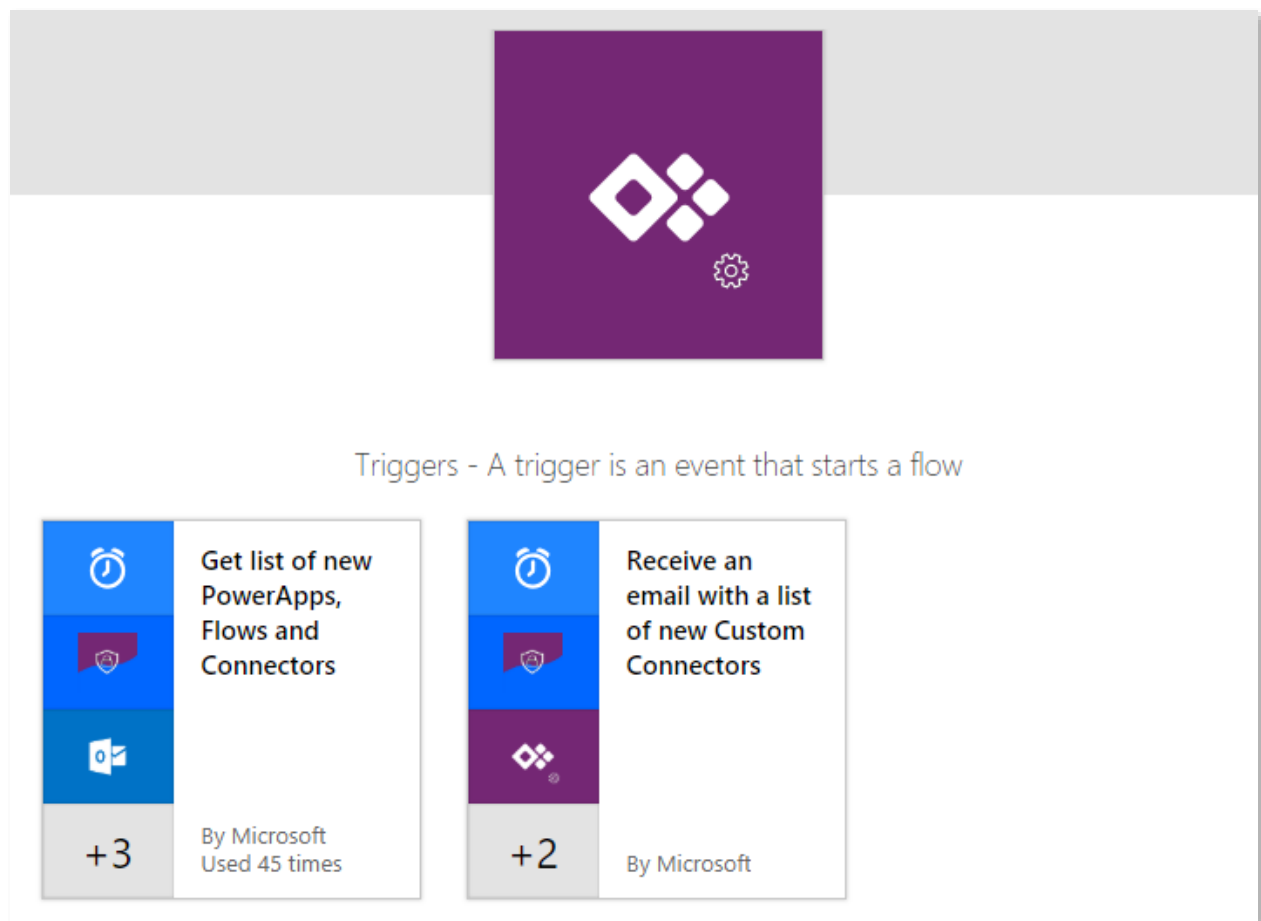 Triggers - A trigger is an event that starts a flow
Get list of new
PowerApps,
Flows and
Connectors
+3
By Microsoft
Used 45 times
Receive an
email with a list
of new Custom
Connectors
+2
By Microsoft